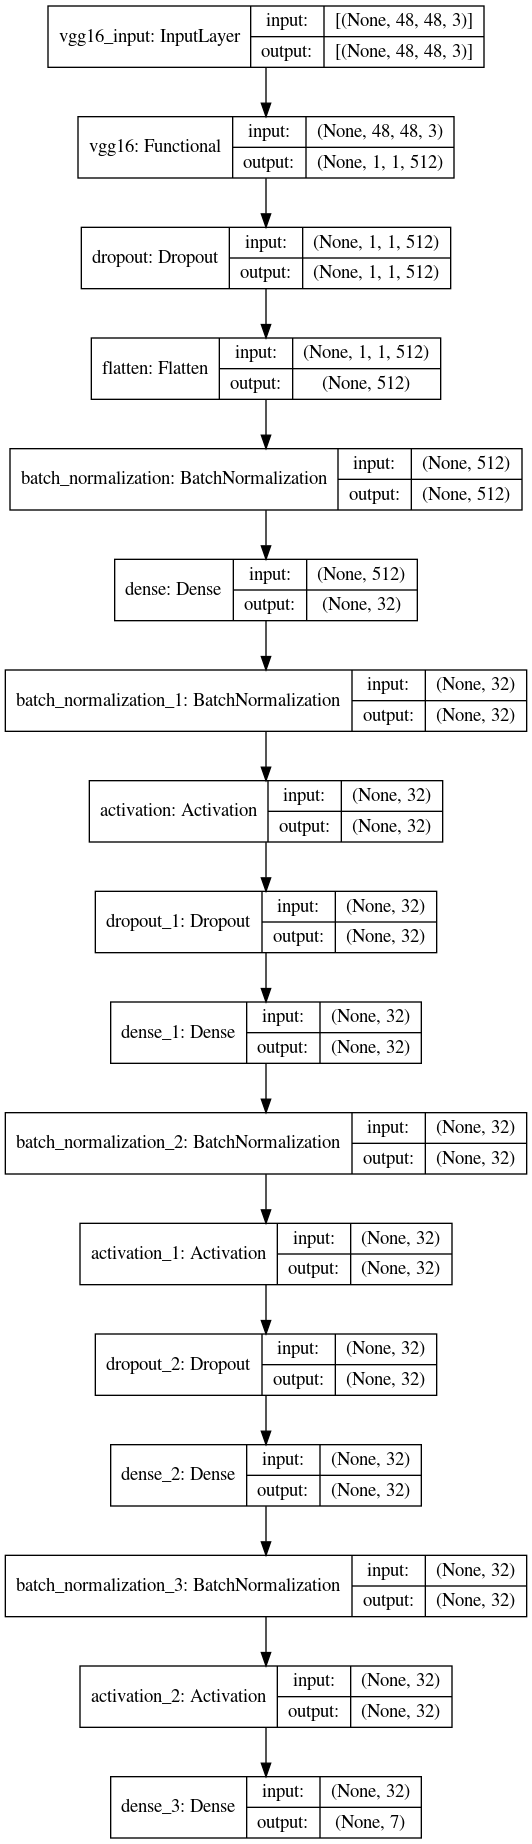 vgg16_input: InputLayer
input: [(None, 48, 48, 3)]
output: [(None, 48, 48, 3)]
vgg16: Functional
input: (None, 48, 48, 3)
output: (None, 1, 1, 512)
dropout: Dropout
input: (None, 1, 1, 512)
output: (None, 1, 1, 512)
flatten: Flatten
input: (None, 1, 1, 512)
output: (None, 512)
batch_normalization: BatchNormalization
input: (None, 512)
output: (None, 512)
dense: Dense
input: (None, 512)
output: (None, 32)
batch_normalization_1: BatchNormalization
input: (None, 32)
output: (None, 32)
activation: Activation
input: (None, 32)
output: (None, 32)
dropout_1: Dropout
input: (None, 32)
output: (None, 32)
dense_1: Dense
input: (None, 32)
output: (None, 32)
batch_normalization_2: BatchNormalization
input: (None, 32)
output: (None, 32)
activation_1: Activation
input: (None, 32)
output: (None, 32)
dropout_2: Dropout
input: (None, 32)
output: (None, 32)
dense_2: Dense
input: (None, 32)
output: (None, 32)
batch_normalization_3: BatchNormalization
input: (None, 32)
output: (None, 32)
activation_2: Activation
input: (None, 32)
output: (None, 32)
dense_3: Dense
input: (None, 32)
output: (None, 7)